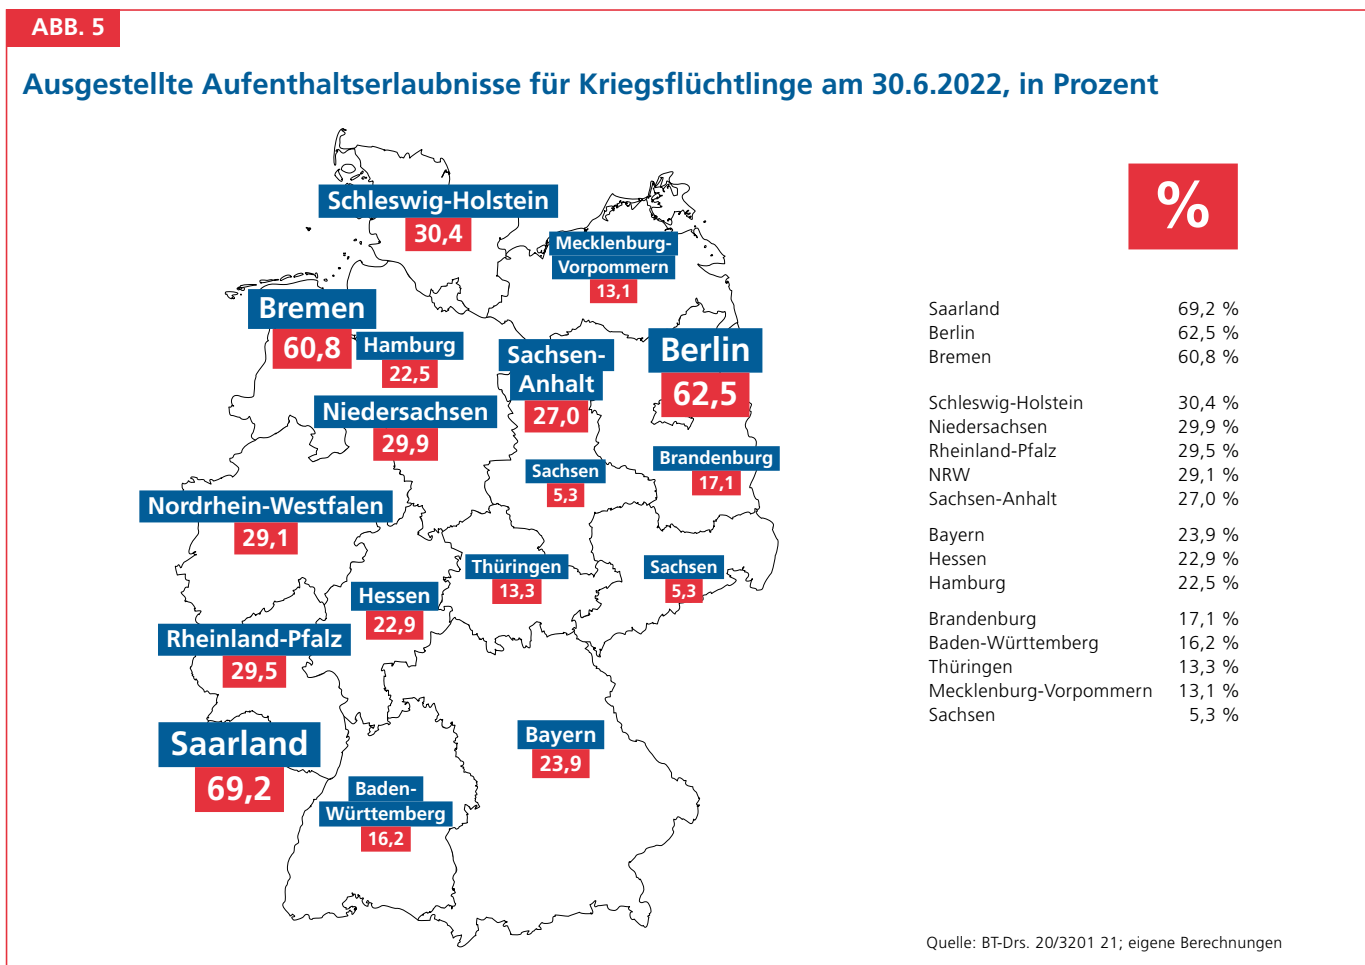 ABB. 5
Ausgestellte Aufenthaltserlaubnisse für Kriegsflüchtlinge am 30.6.2022, in Prozent
Schleswig-Holstein
30,4
Mecklenburg-
Vorpommern
13,1
Bremen
60,8
Hamburg
22,5
Sachsen-
Anhalt
27,0
Berlin
62,5
Niedersachsen
29,9
Sachsen
5,3
Brandenburg
17,1
Nordrhein-Westfalen
29,1
Thüringen
13,3
Sachsen
5,3
Hessen
22,9
Rheinland-Pfalz
29,5
Saarland
69,2
Bayern
23,9
Baden-
Württemberg
16,2
%
Saarland 69,2 %
Berlin 62,5 %
Bremen 60,8 %
Schleswig-Holstein 30,4 %
Niedersachsen 29,9 %
Rheinland-Pfalz 29,5 %
NRW 29,1 %
Sachsen-Anhalt 27,0 %
Bayern 23,9 %
Hessen 22,9 %
Hamburg 22,5 %
Brandenburg 17,1 %
Baden-Württemberg 16,2 %
Thüringen 13,3 %
Mecklenburg-Vorpommern 13,1 %
Sachsen 5,3 %
Quelle: BT-Drs. 20/3201 21; eigene Berechnungen